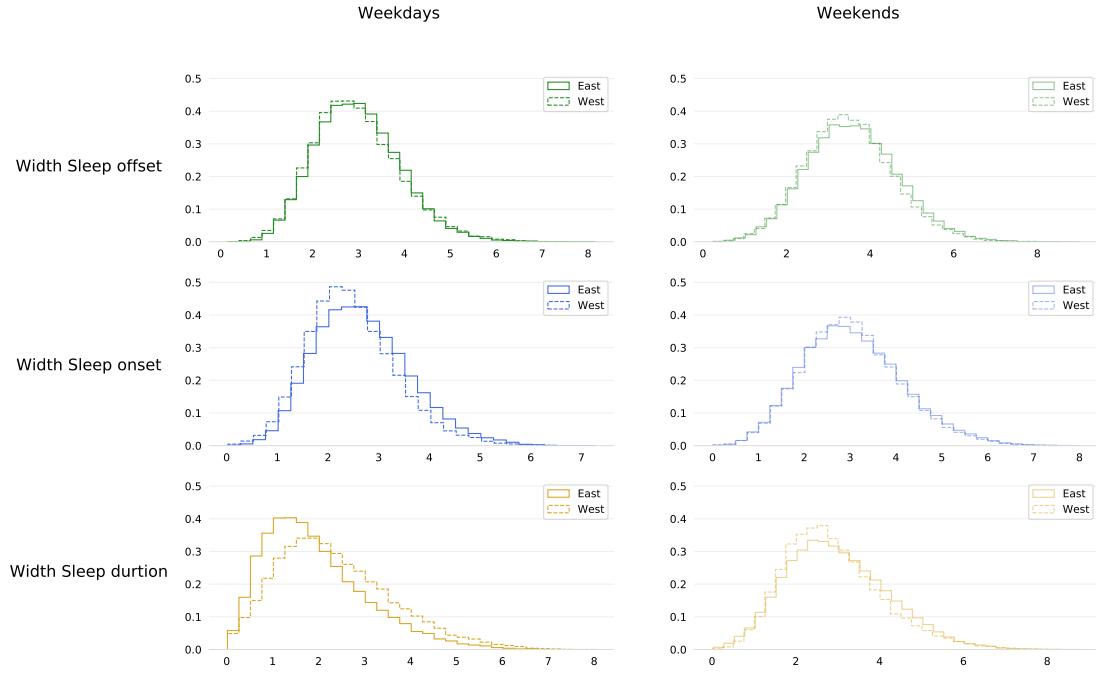 Weekdays Weekends
Width Sleep offset
0.5
0.4
0.3
0.2
0.1
0.0
0 1 2 3 4 5 6 7 8
East
West
0.5
0.4
0.3
0.2
0.1
0.0
0 2 4 6 8
East
West
Width Sleep onset
0.5
0.4
0.3
0.2
0.1
0.0
0 1 2 3 4 5 6 7
East
West
0.5
0.4
0.3
0.2
0.1
0.0
0 1 2 3 4 5 6 7 8
East
West
Width Sleep durtion
0.5
0.4
0.3
0.2
0.1
0.0
0 1 2 3 4 5 6 7 8
East
West
0.5
0.4
0.3
0.2
0.1
0.0
0 2 4 6 8
East
West